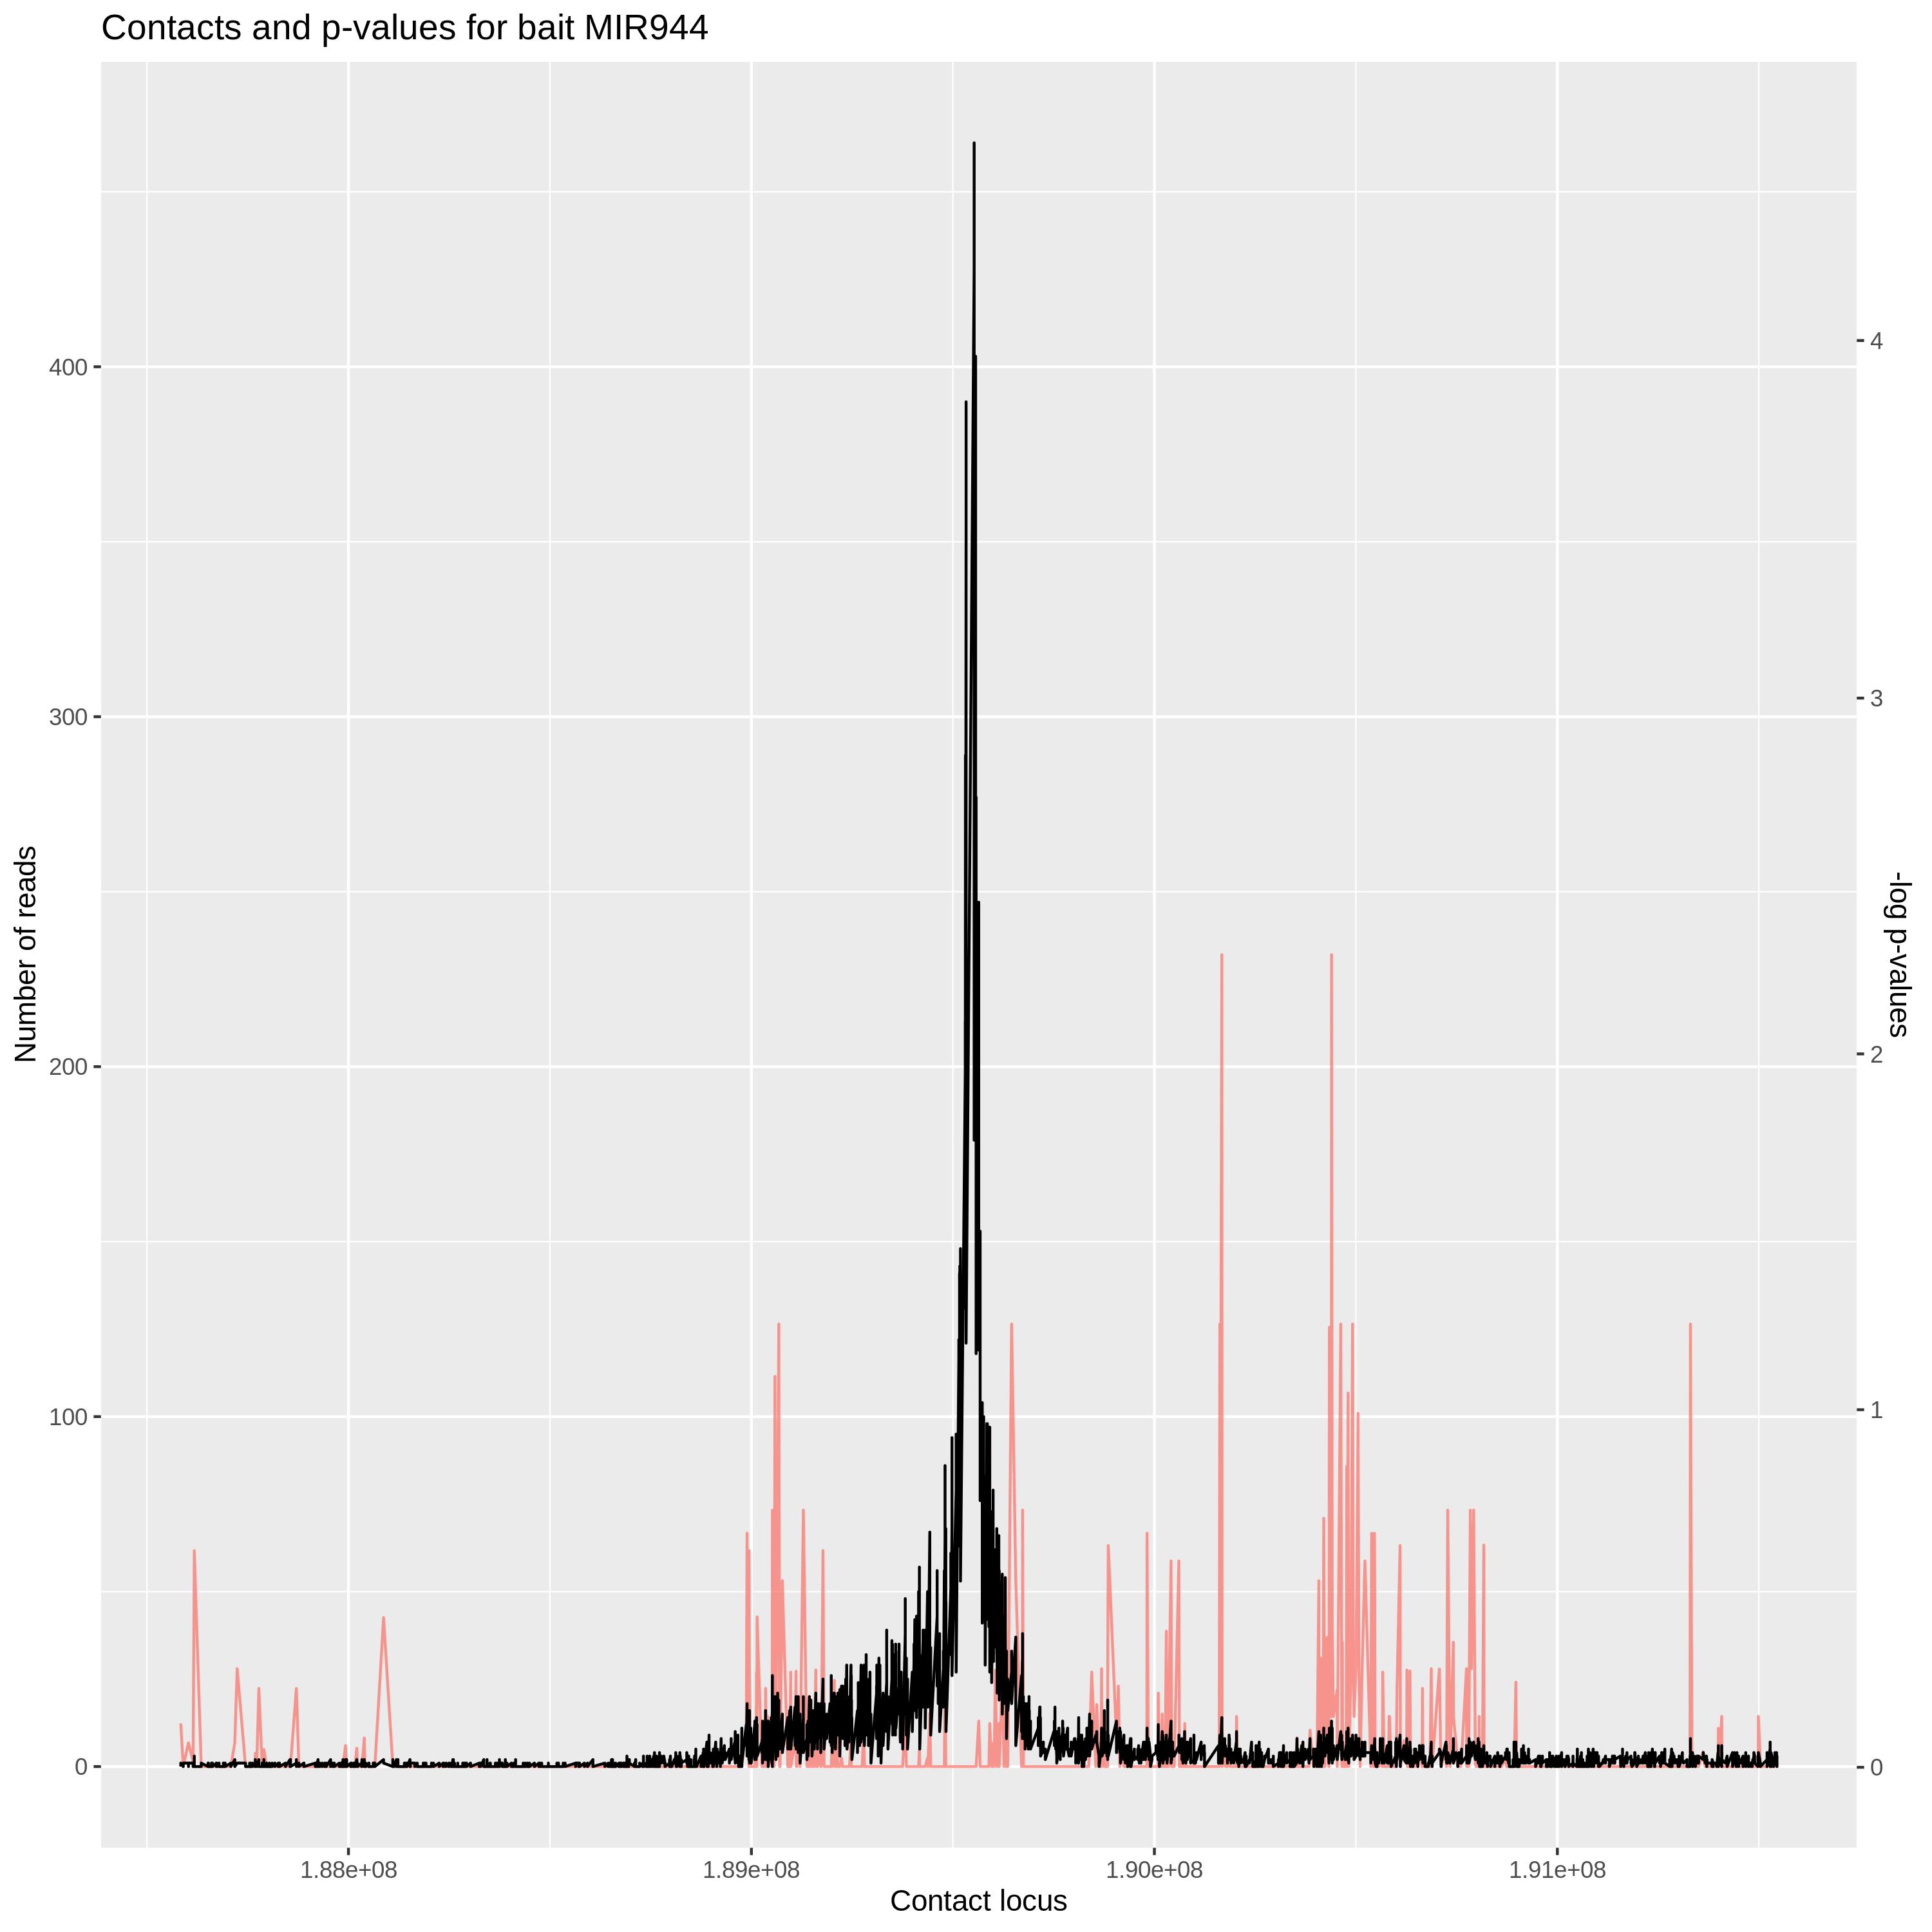 Contacts and p-values for bait MIR944
Number of reads
400
300
200
100
0
4
3
2
1
0
-log p-values
1.88e+08
1.89e+08
1.90e+08
1.91e+08
Contact locus